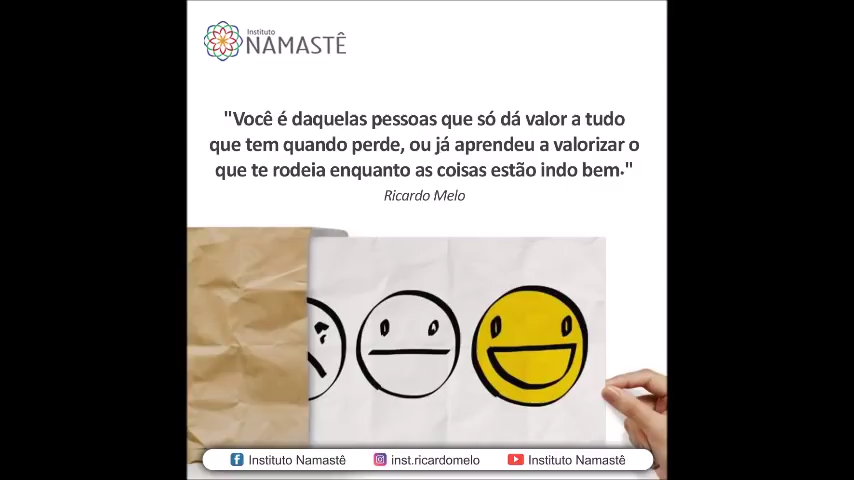 Instituto
NAMASTÊ
"Você é daquelas pessoas que só dá valor a tudo
que tem quando perde, ou já aprendeu a valorizar o
que te rodeia enquanto as coisas estão indo bem."
Ricardo Melo
Instituto Namastê inst.ricardomelo Instituto Namastê